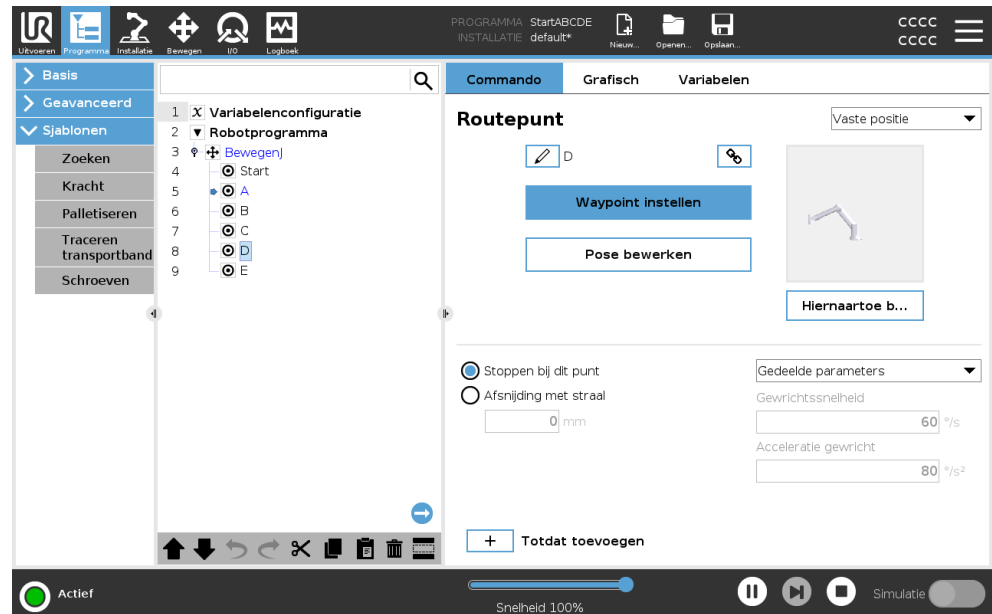 UR
Uitvoeren
Programma
Installatie
Bewegen
I/O
Logboek
PROGRAMMA StartABCDE
INSTALLATIE default*
Nieuw...
Openen...
Opslaan...
CCCC
CCCC
Basis
Geavanceerd
Sjablonen
Zoeken
Kracht
Palletiseren
Traceren
transportband
Schroeven
1 X Variabelenconfiguratie
2 Robotprogramma
3 BewegenJ
4 Start
5 A
6 B
7 C
8 D
9 E
Commando Grafisch Variabelen
Routepunt
Vaste positie
D
Waypoint instellen
Pose bewerken
Hiernaartoe b...
Stoppen bij dit punt
Afsnijding met straal
0 mm
Gedeelde parameters
Gewrichtssnelheid
60 °/s
Acceleratie gewricht
80 °/s²
+ Totdat toevoegen
Actief
Snelheid 100%
Simulatie